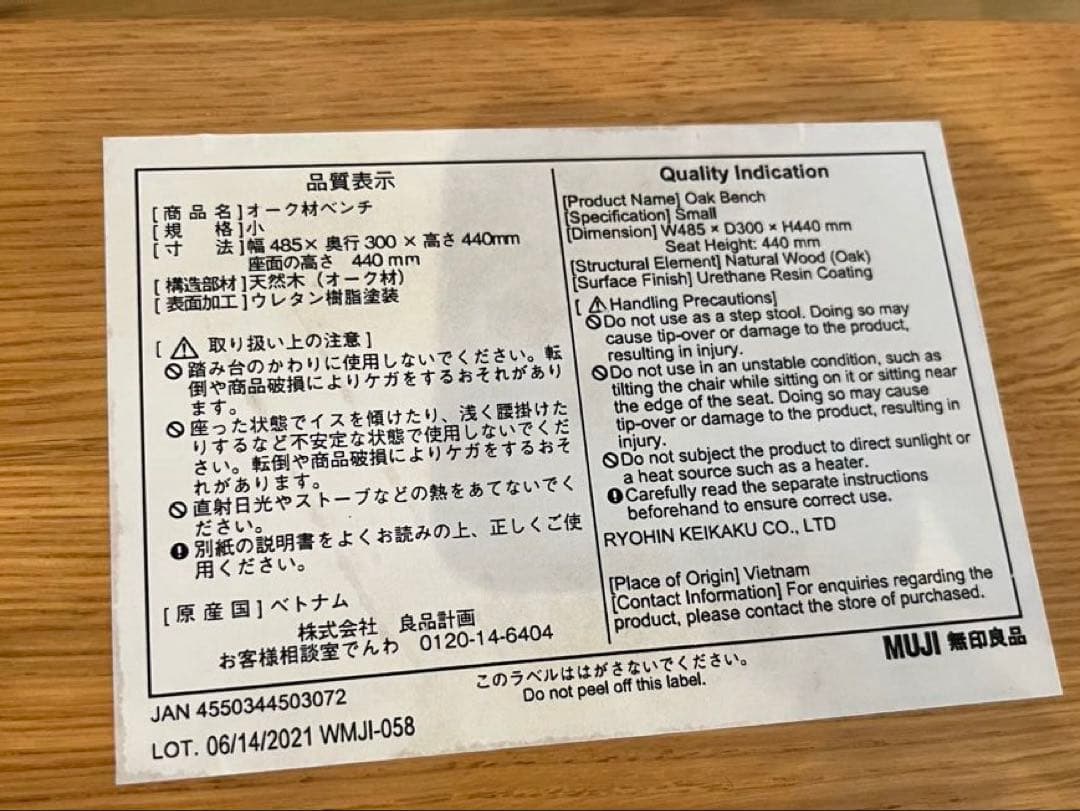 品質表示
[商品名]オーク材ベンチ
[規　格]小
[寸　法]幅 485× 奥行 300 × 高さ 440mm
座面の高さ　440 mm
[構造部材]天然木（オーク材）
[表面加工]ウレタン樹脂塗装
[⚠取り扱い上の注意]
🚫踏み台のかわりに使用しないでください。転
倒や商品破損によりケガをするおそれがあり
ます。
🚫座った状態でイスを傾けたり、浅く腰掛けた
りするなど不安定な状態で使用しないでくだ
さい。転倒や商品破損によりケガをするおそ
れがあります。
🚫直射日光やストーブなどの熱をあてないでく
ださい。
❗別紙の説明書をよくお読みの上、正しくご使
用ください。
[原産国]ベトナム
株式会社　良品計画
お客様相談室でんわ　0120-14-6404
Quality Indication
[Product Name] Oak Bench
[Specification] Small
[Dimension] W485 × D300 × H440 mm
Seat Height: 440 mm
[Structural Element] Natural Wood (Oak)
[Surface Finish] Urethane Resin Coating
[⚠Handling Precautions]
🚫Do not use as a step stool. Doing so may
cause tip-over or damage to the product,
resulting in injury.
🚫Do not use in an unstable condition, such as
tilting the chair while sitting on it or sitting near
the edge of the seat. Doing so may cause
tip-over or damage to the product, resulting in
injury.
🚫Do not subject the product to direct sunlight or
a heat source such as a heater.
❗Carefully read the separate instructions
beforehand to ensure correct use.
RYOHIN KEIKAKU CO., LTD
[Place of Origin] Vietnam
[Contact Information] For enquiries regarding the
product, please contact the store of purchased.
MUJI 無印良品
このラベルははがさないでください。
Do not peel off this label.
JAN 4550344503072
LOT. 06/14/2021 WMJI-058